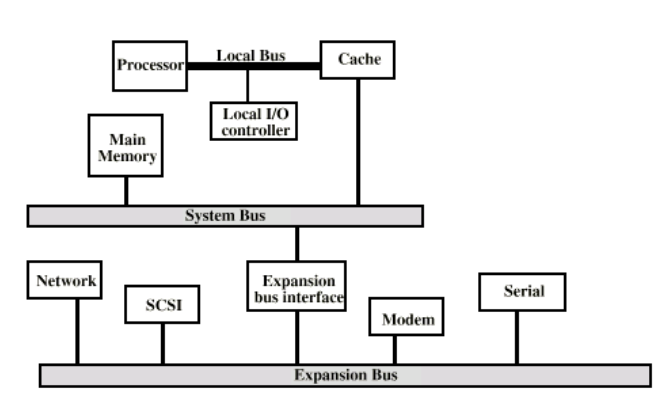 Local Bus
Processor
Cache
Local I/O
controller
Main
Memory
System Bus
Network
Expansion
bus interface
SCSI
Serial
Modem
Expansion Bus